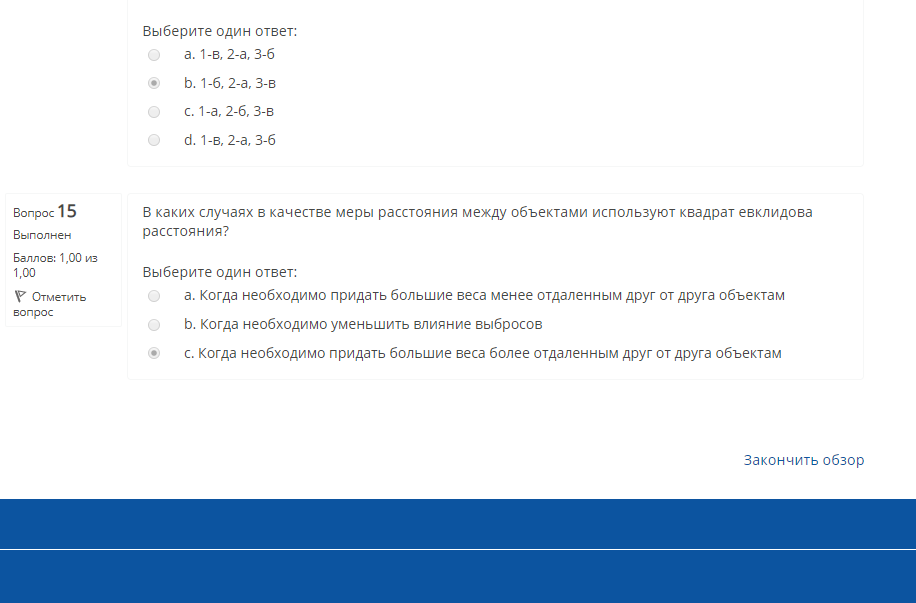 Выберите один ответ:
a. 1-в, 2-а, 3-б
b. 1-б, 2-а, 3-в
c. 1-а, 2-б, 3-в
d. 1-в, 2-а, 3-б
Вопрос 15
Выполнен
Баллов: 1,00 из
1,00
Отметить
вопрос
В каких случаях в качестве меры расстояния между объектами используют квадрат евклидова
расстояния?
Выберите один ответ:
a. Когда необходимо придать большие веса менее отдаленным друг от друга объектам
b. Когда необходимо уменьшить влияние выбросов
c. Когда необходимо придать большие веса более отдаленным друг от друга объектам
Закончить обзор